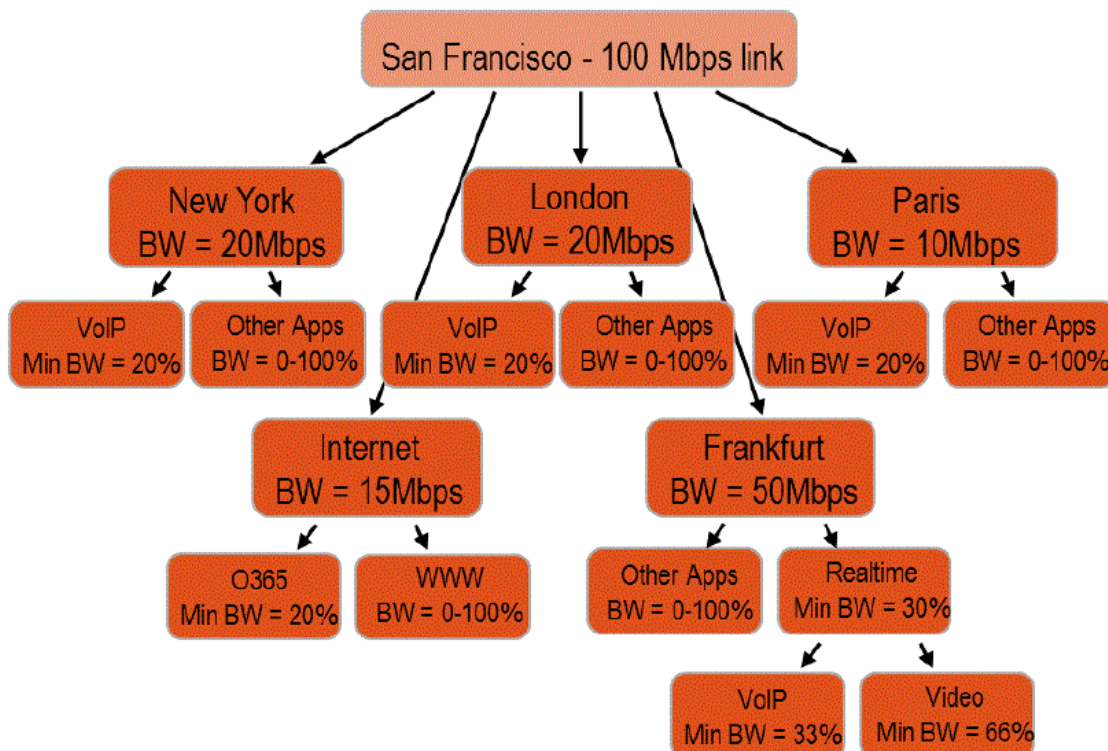 San Francisco - 100 Mbps link
New York
BW = 20Mbps
London
BW = 20Mbps
Paris
BW = 10Mbps
VoIP
Min BW = 20%
Other Apps
BW = 0-100%
VoIP
Min BW = 20%
Other Apps
BW = 0-100%
VoIP
Min BW = 20%
Other Apps
BW = 0-100%
Internet
BW = 15Mbps
Frankfurt
BW = 50Mbps
O365
Min BW = 20%
WWW
BW = 0-100%
Other Apps
BW = 0-100%
Realtime
Min BW = 30%
VoIP
Min BW = 33%
Video
Min BW = 66%